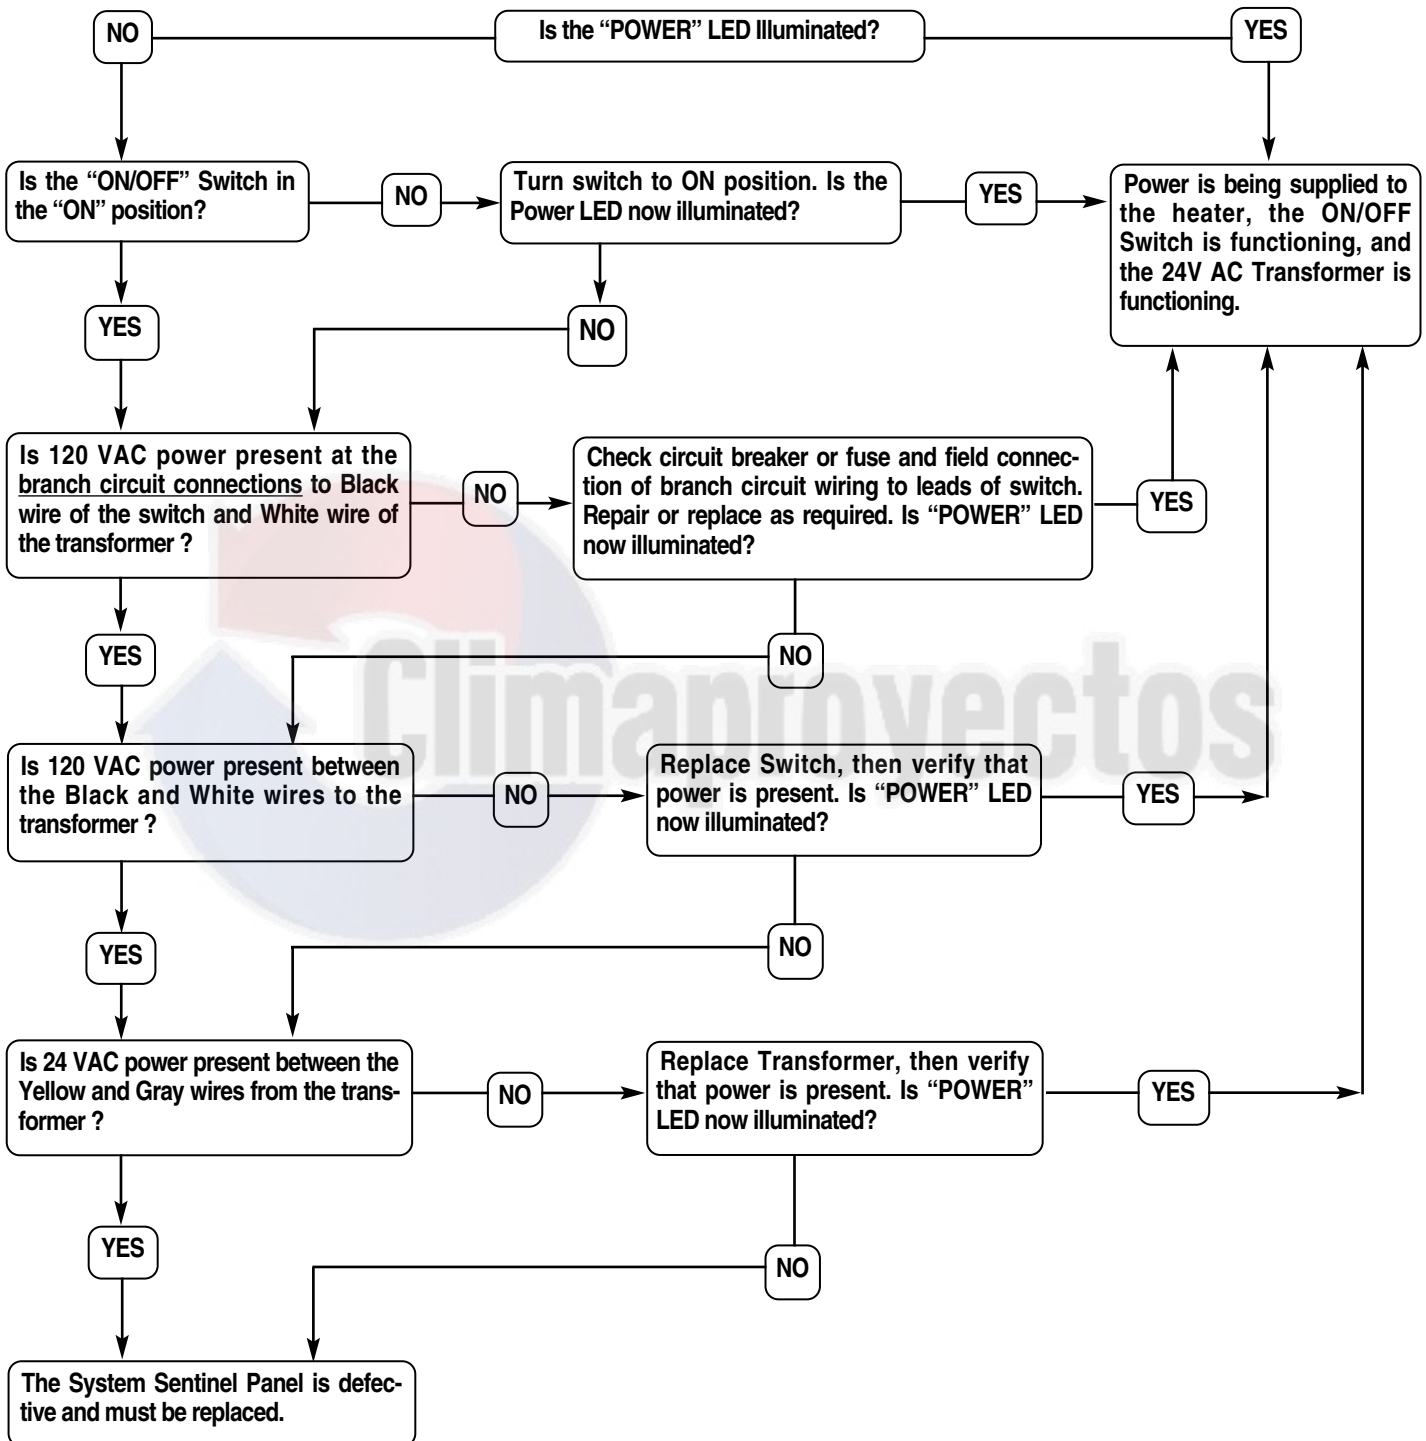 NO
Is the “POWER” LED Illuminated?
YES
Is the “ON/OFF” Switch in
the “ON” position?
NO
Turn switch to ON position. Is the
Power LED now illuminated?
YES
Power is being supplied to
the heater, the ON/OFF
Switch is functioning, and
the 24V AC Transformer is
functioning.
YES
NO
Is 120 VAC power present at the
branch circuit connections to Black
wire of the switch and White wire of
the transformer ?
NO
Check circuit breaker or fuse and field connec-
tion of branch circuit wiring to leads of switch.
Repair or replace as required. Is “POWER” LED
now illuminated?
YES
YES
NO
Climaproyectos
Is 120 VAC power present between
the Black and White wires to the
transformer ?
NO
Replace Switch, then verify that
power is present. Is “POWER” LED
now illuminated?
YES
YES
NO
Is 24 VAC power present between the
Yellow and Gray wires from the trans-
former ?
NO
Replace Transformer, then verify
that power is present. Is “POWER”
LED now illuminated?
YES
YES
NO
The System Sentinel Panel is defec-
tive and must be replaced.